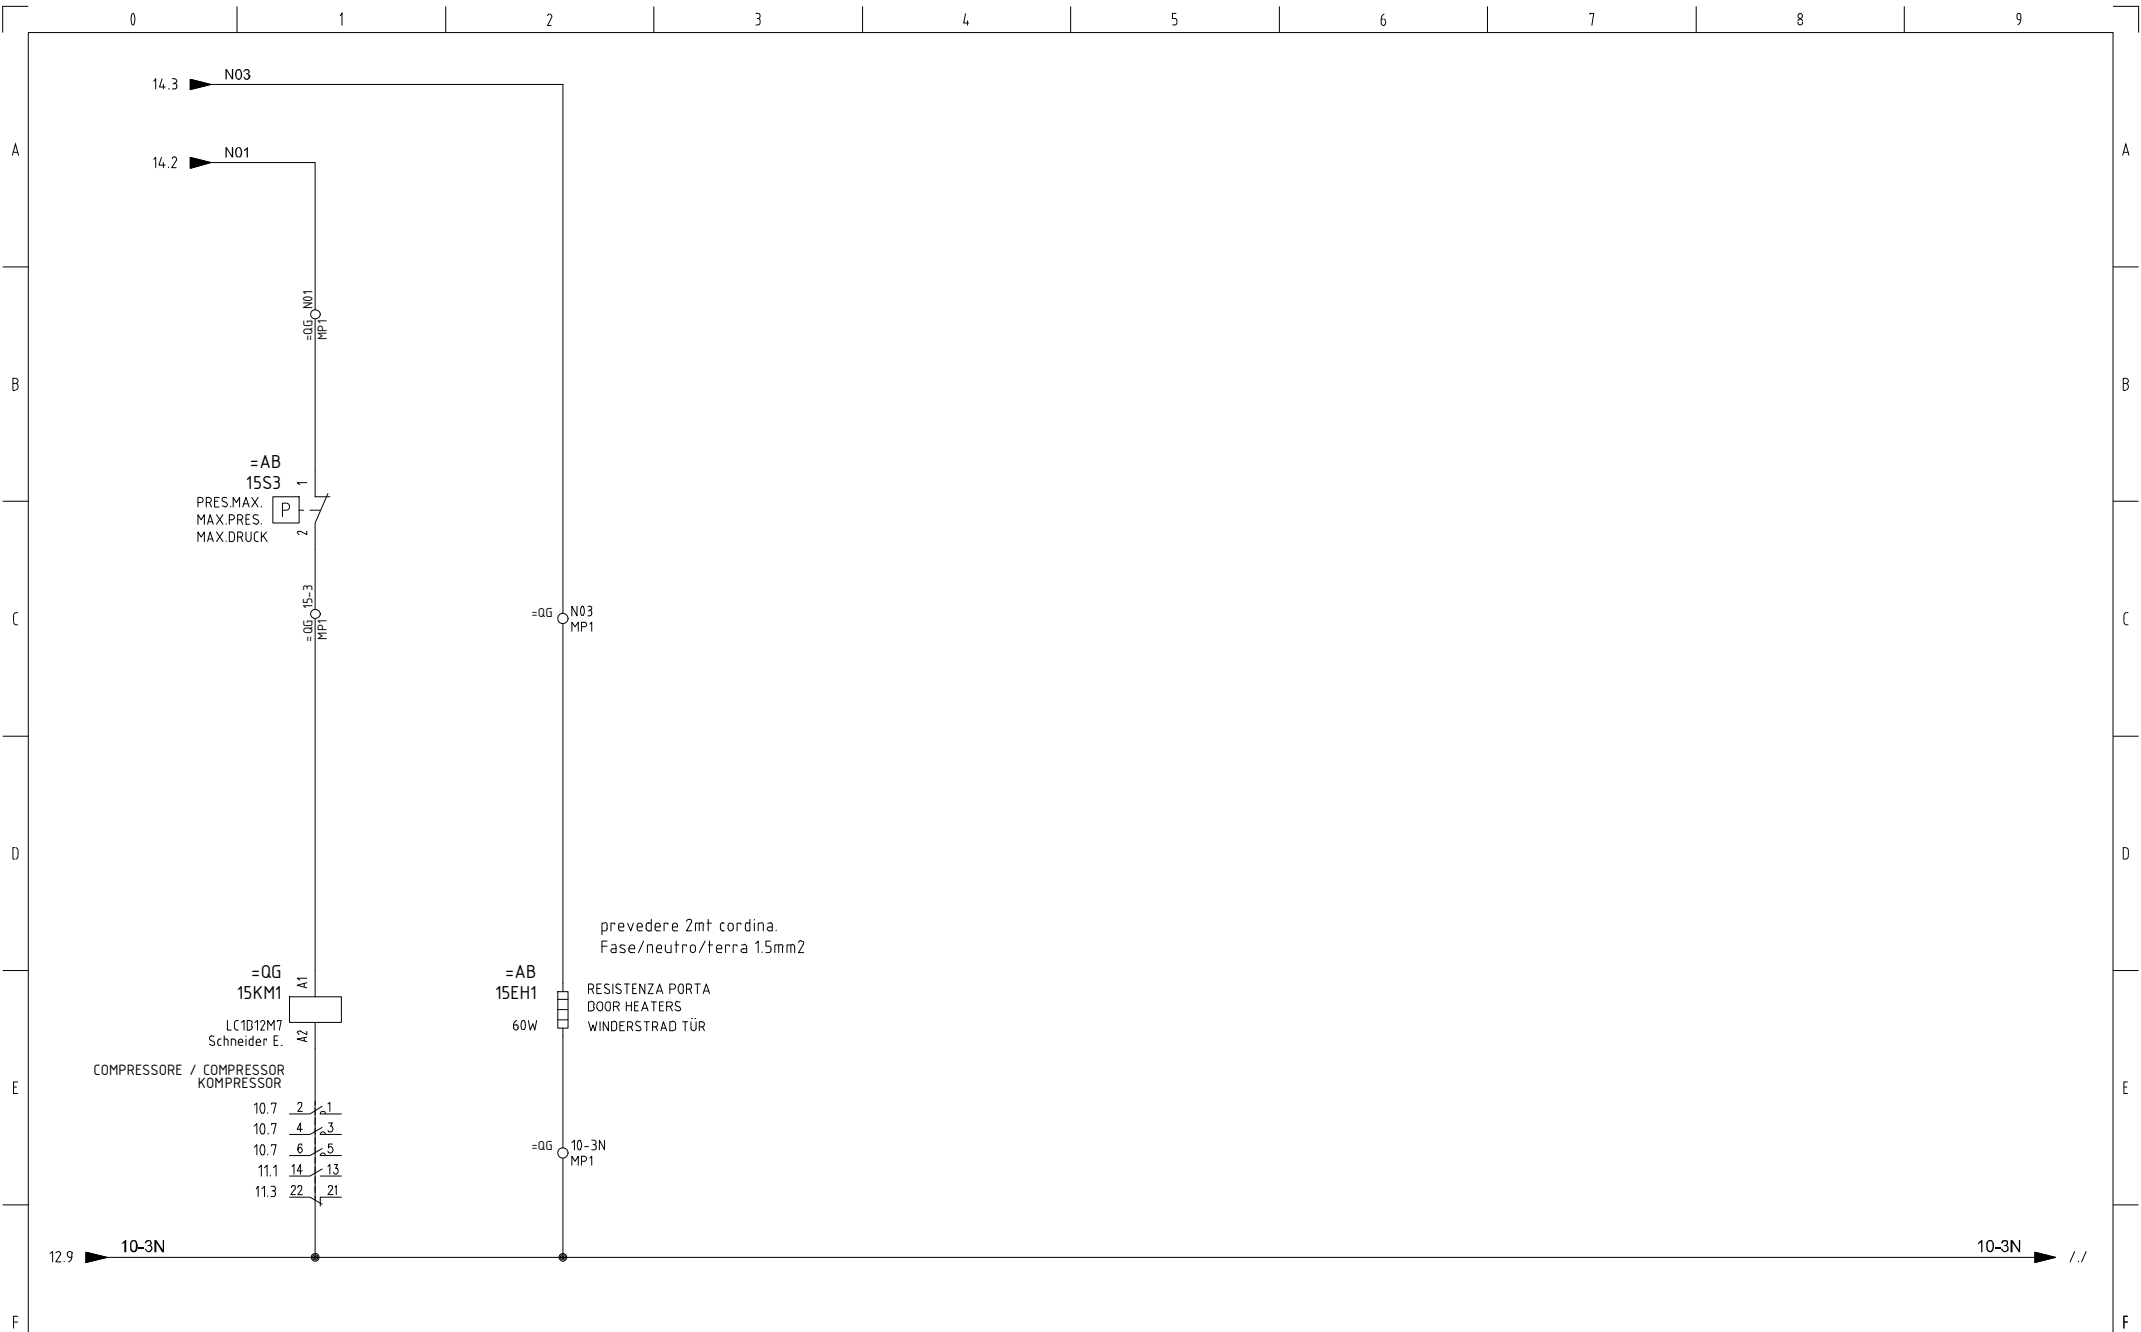 0 1 2 3 4 5 6 7 8 9
14.3 N03
A A
14.2 N01
=QG N01
MP1
B B
=AB
15S3
1
PRES.MAX.
MAX.PRES.
MAX.DRUCK
P
2
=QG 15-3
MP1
C C
=QG N03
MP1
D D
prevedere 2mt cordina.
Fase/neutro/terra 1.5mm2
=QG
15KM1
A1
LC1D12M7
Schneider E.
A2
COMPRESSORE / COMPRESSOR
KOMPRESSOR
=AB
15EH1
60W
RESISTENZA PORTA
DOOR HEATERS
WINDERSTRAD TÜR
E E
10.7 2 1
10.7 4 3
10.7 6 5
11.1 14 13
11.3 22 21
=QG 10-3N
MP1
12.9 10-3N
10-3N /./
F F